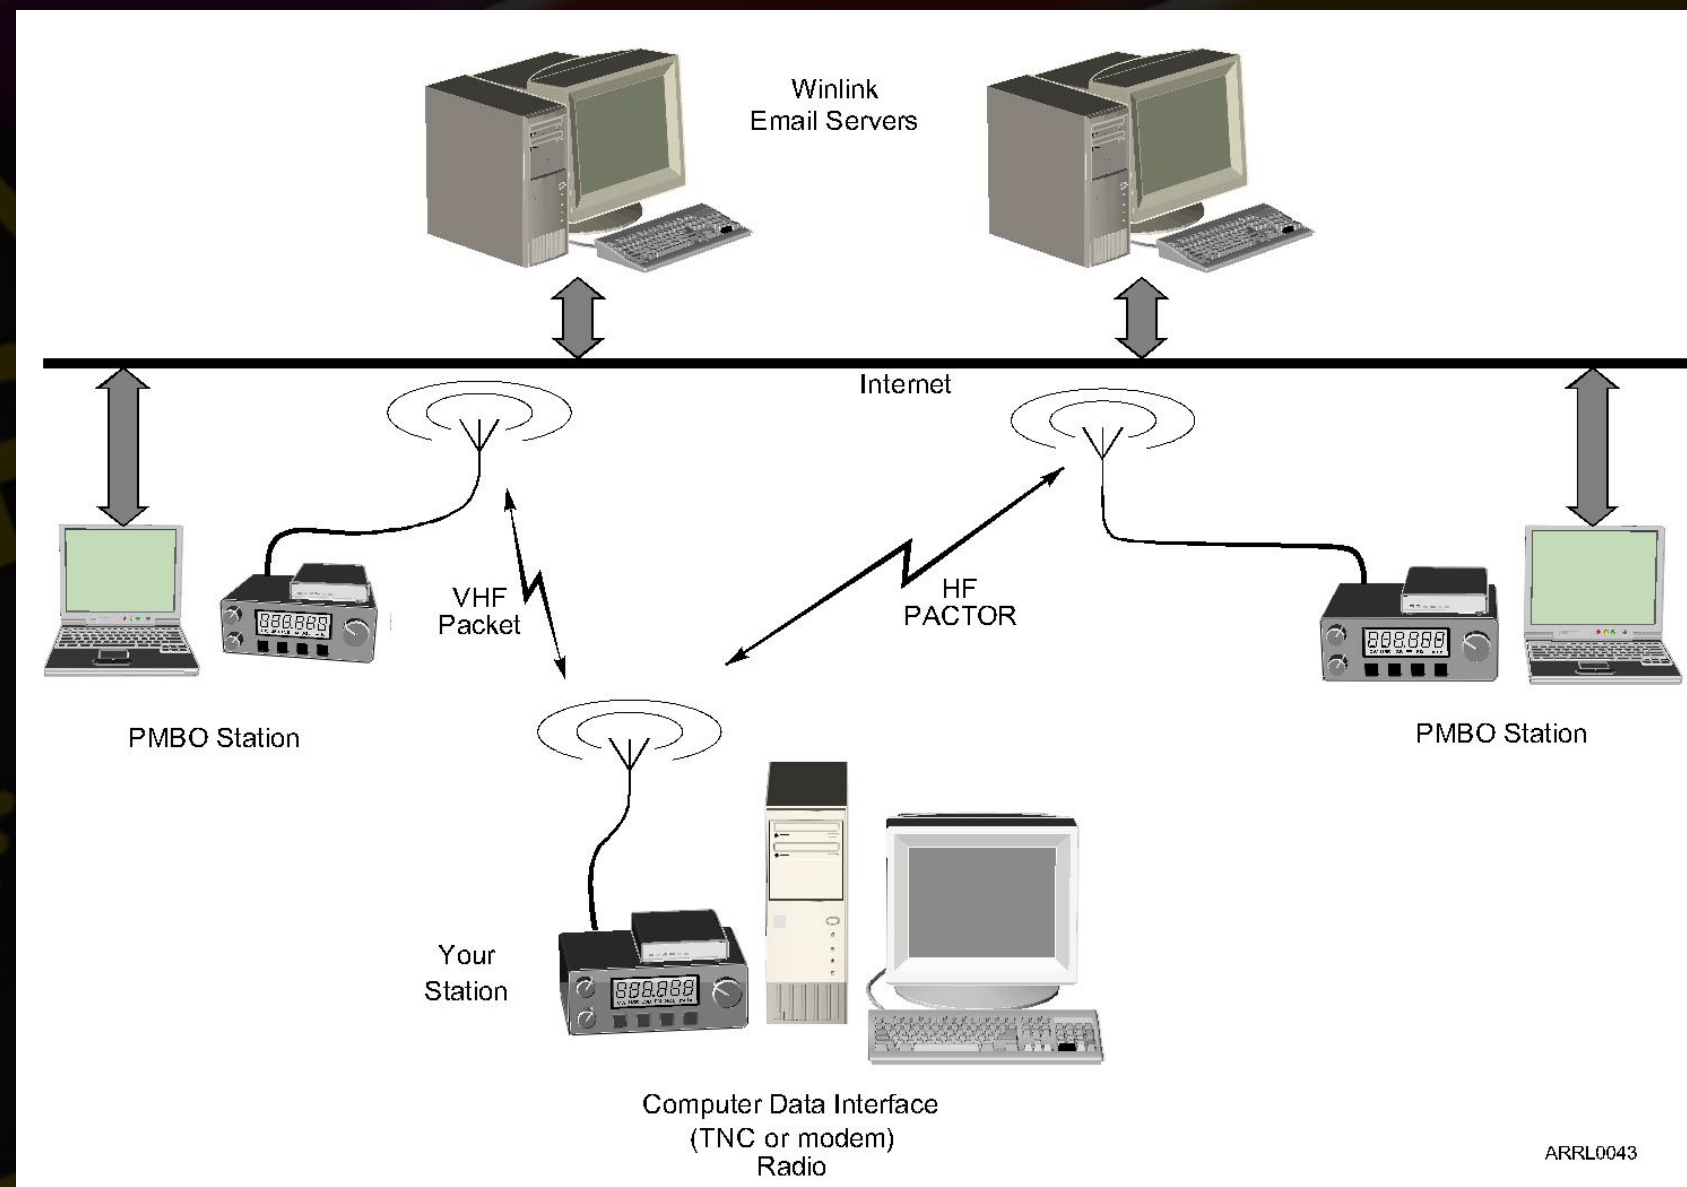 Winlink
Email Servers
Internet
VHF
Packet
HF
PACTOR
PMBO Station
PMBO Station
Your
Station
Computer Data Interface
(TNC or modem)
Radio
ARRL0043